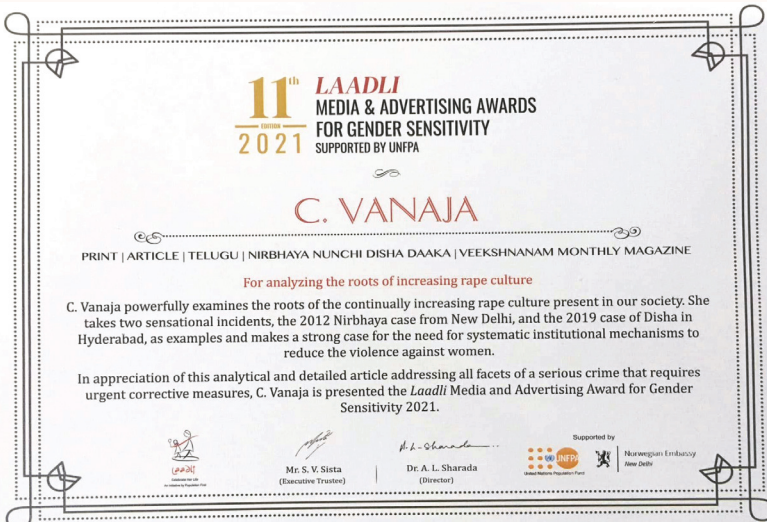 11th
EDITION
2021
LAADLI
MEDIA & ADVERTISING AWARDS
FOR GENDER SENSITIVITY
SUPPORTED BY UNFPA
C. VANAJA
PRINT | ARTICLE | TELUGU | NIRBHAYA NUNCHI DISHA DAAKA | VEEKSHNANAM MONTHLY MAGAZINE
For analyzing the roots of increasing rape culture
C. Vanaja powerfully examines the roots of the continually increasing rape culture present in our society. She
takes two sensational incidents, the 2012 Nirbhaya case from New Delhi, and the 2019 case of Disha in
Hyderabad, as examples and makes a strong case for the need for systematic institutional mechanisms to
reduce the violence against women.
In appreciation of this analytical and detailed article addressing all facets of a serious crime that requires
urgent corrective measures, C. Vanaja is presented the Laadli Media and Advertising Award for Gender
Sensitivity 2021.
A. L. Sharada
Mr. S. V. Sista
(Executive Trustee)
Dr. A. L. Sharada
(Director)
Supported by
UNFPA
United Nations Population Fund
Norwegian Embassy
New Delhi